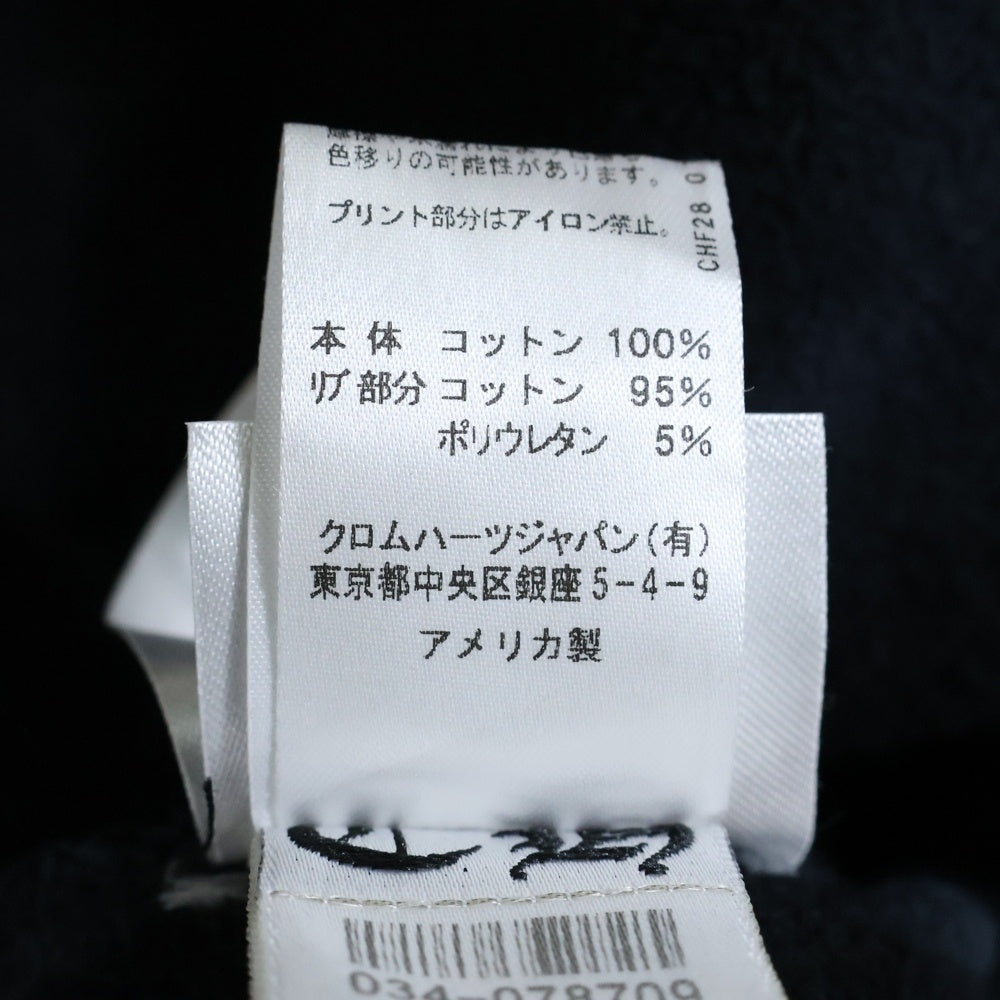 色移りの可能性があります。
プリント部分はアイロン禁止。
CHF28 0
本体 コットン 100%
リブ部分 コットン 95%
ポリウレタン 5%
クロムハーツジャパン(有)
東京都中央区銀座5-4-9
アメリカ製
034-078709